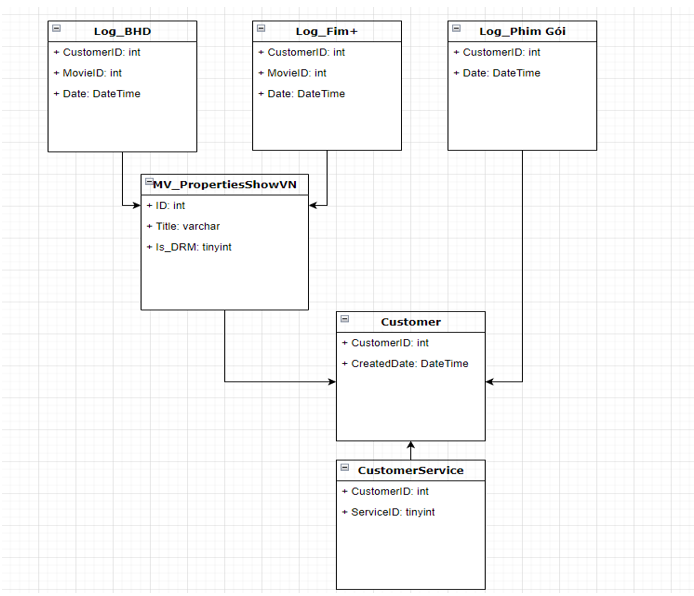 Log_BHD
+ CustomerID: int
+ MovieID: int
+ Date: DateTime
Log_Fim+
+ CustomerID: int
+ MovieID: int
+ Date: DateTime
Log_Phim Gói
+ CustomerID: int
+ Date: DateTime
MV_PropertiesShowVN
+ ID: int
+ Title: varchar
+ Is_DRM: tinyint
Customer
+ CustomerID: int
+ CreatedDate: DateTime
CustomerService
+ CustomerID: int
+ ServiceID: tinyint